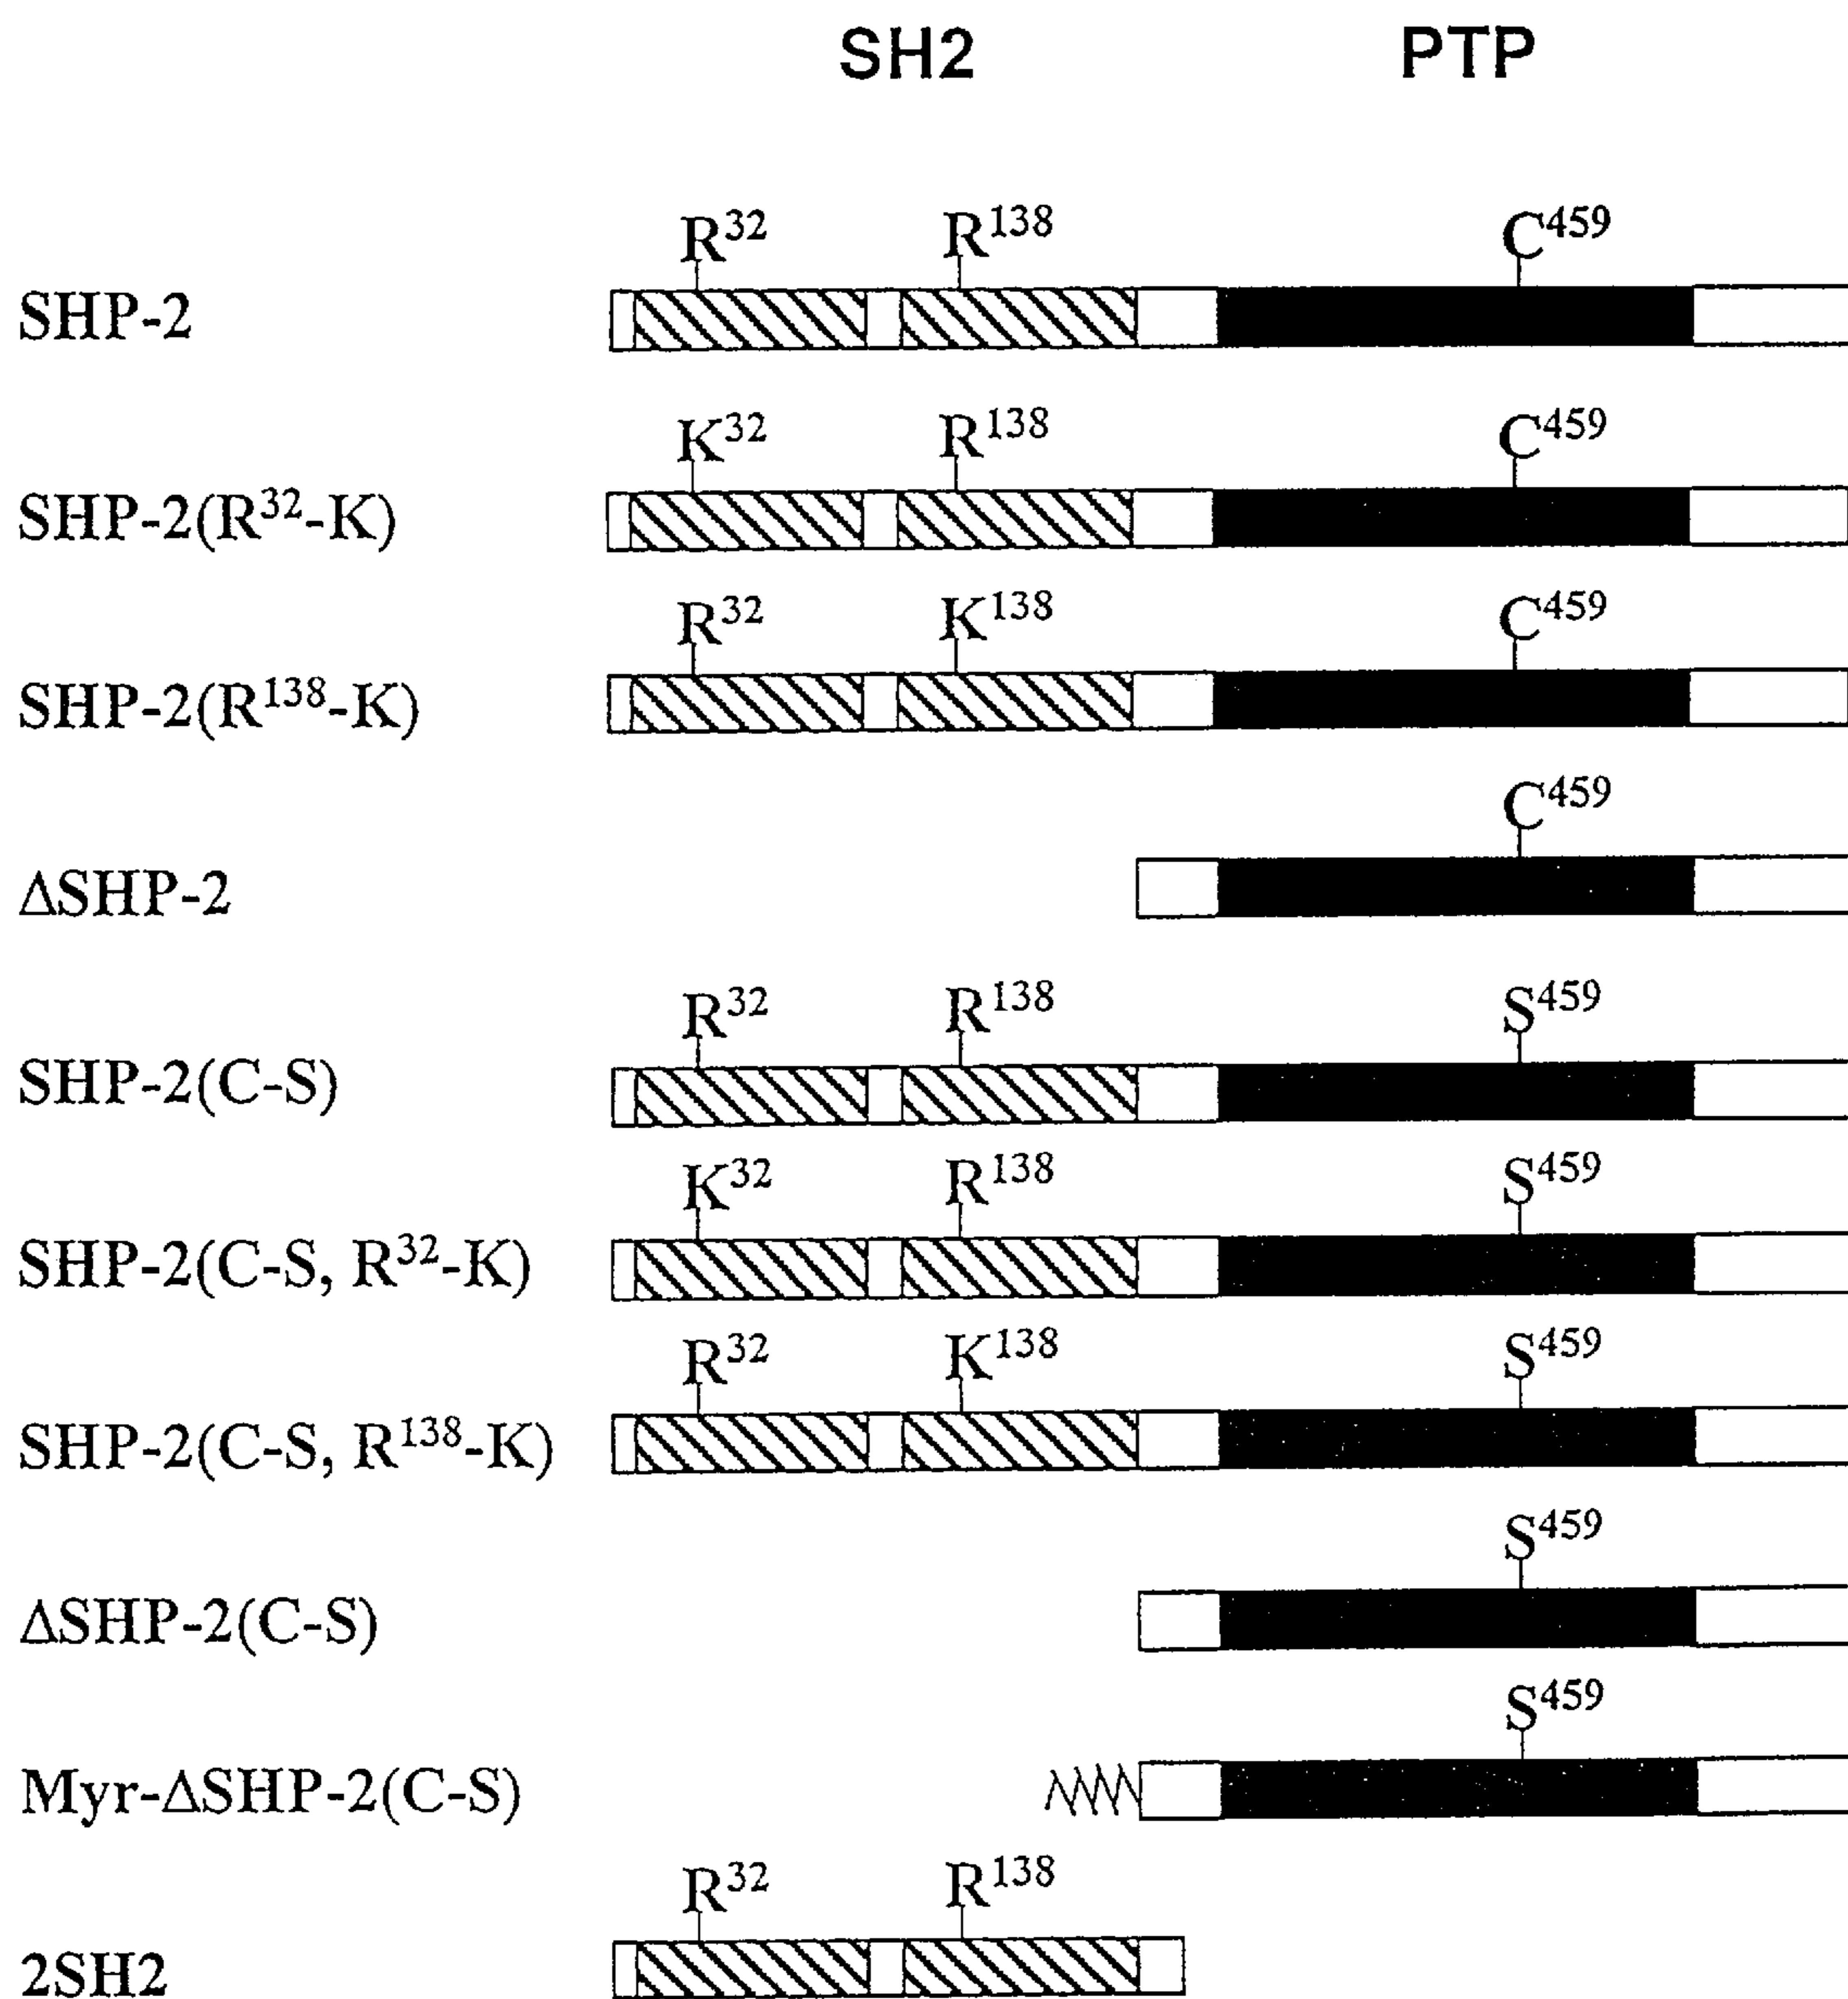 SH2 PTP
R³² R¹³⁸ C⁴⁵⁹
SHP-2
K³² R¹³⁸ C⁴⁵⁹
SHP-2(R³²-K)
R³² K¹³⁸ C⁴⁵⁹
SHP-2(R¹³⁸-K)
C⁴⁵⁹
ΔSHP-2
R³² R¹³⁸ S⁴⁵⁹
SHP-2(C-S)
K³² R¹³⁸ S⁴⁵⁹
SHP-2(C-S, R³²-K)
R³² K¹³⁸ S⁴⁵⁹
SHP-2(C-S, R¹³⁸-K)
S⁴⁵⁹
ΔSHP-2(C-S)
S⁴⁵⁹
Myr-ΔSHP-2(C-S)
R³² R¹³⁸
2SH2